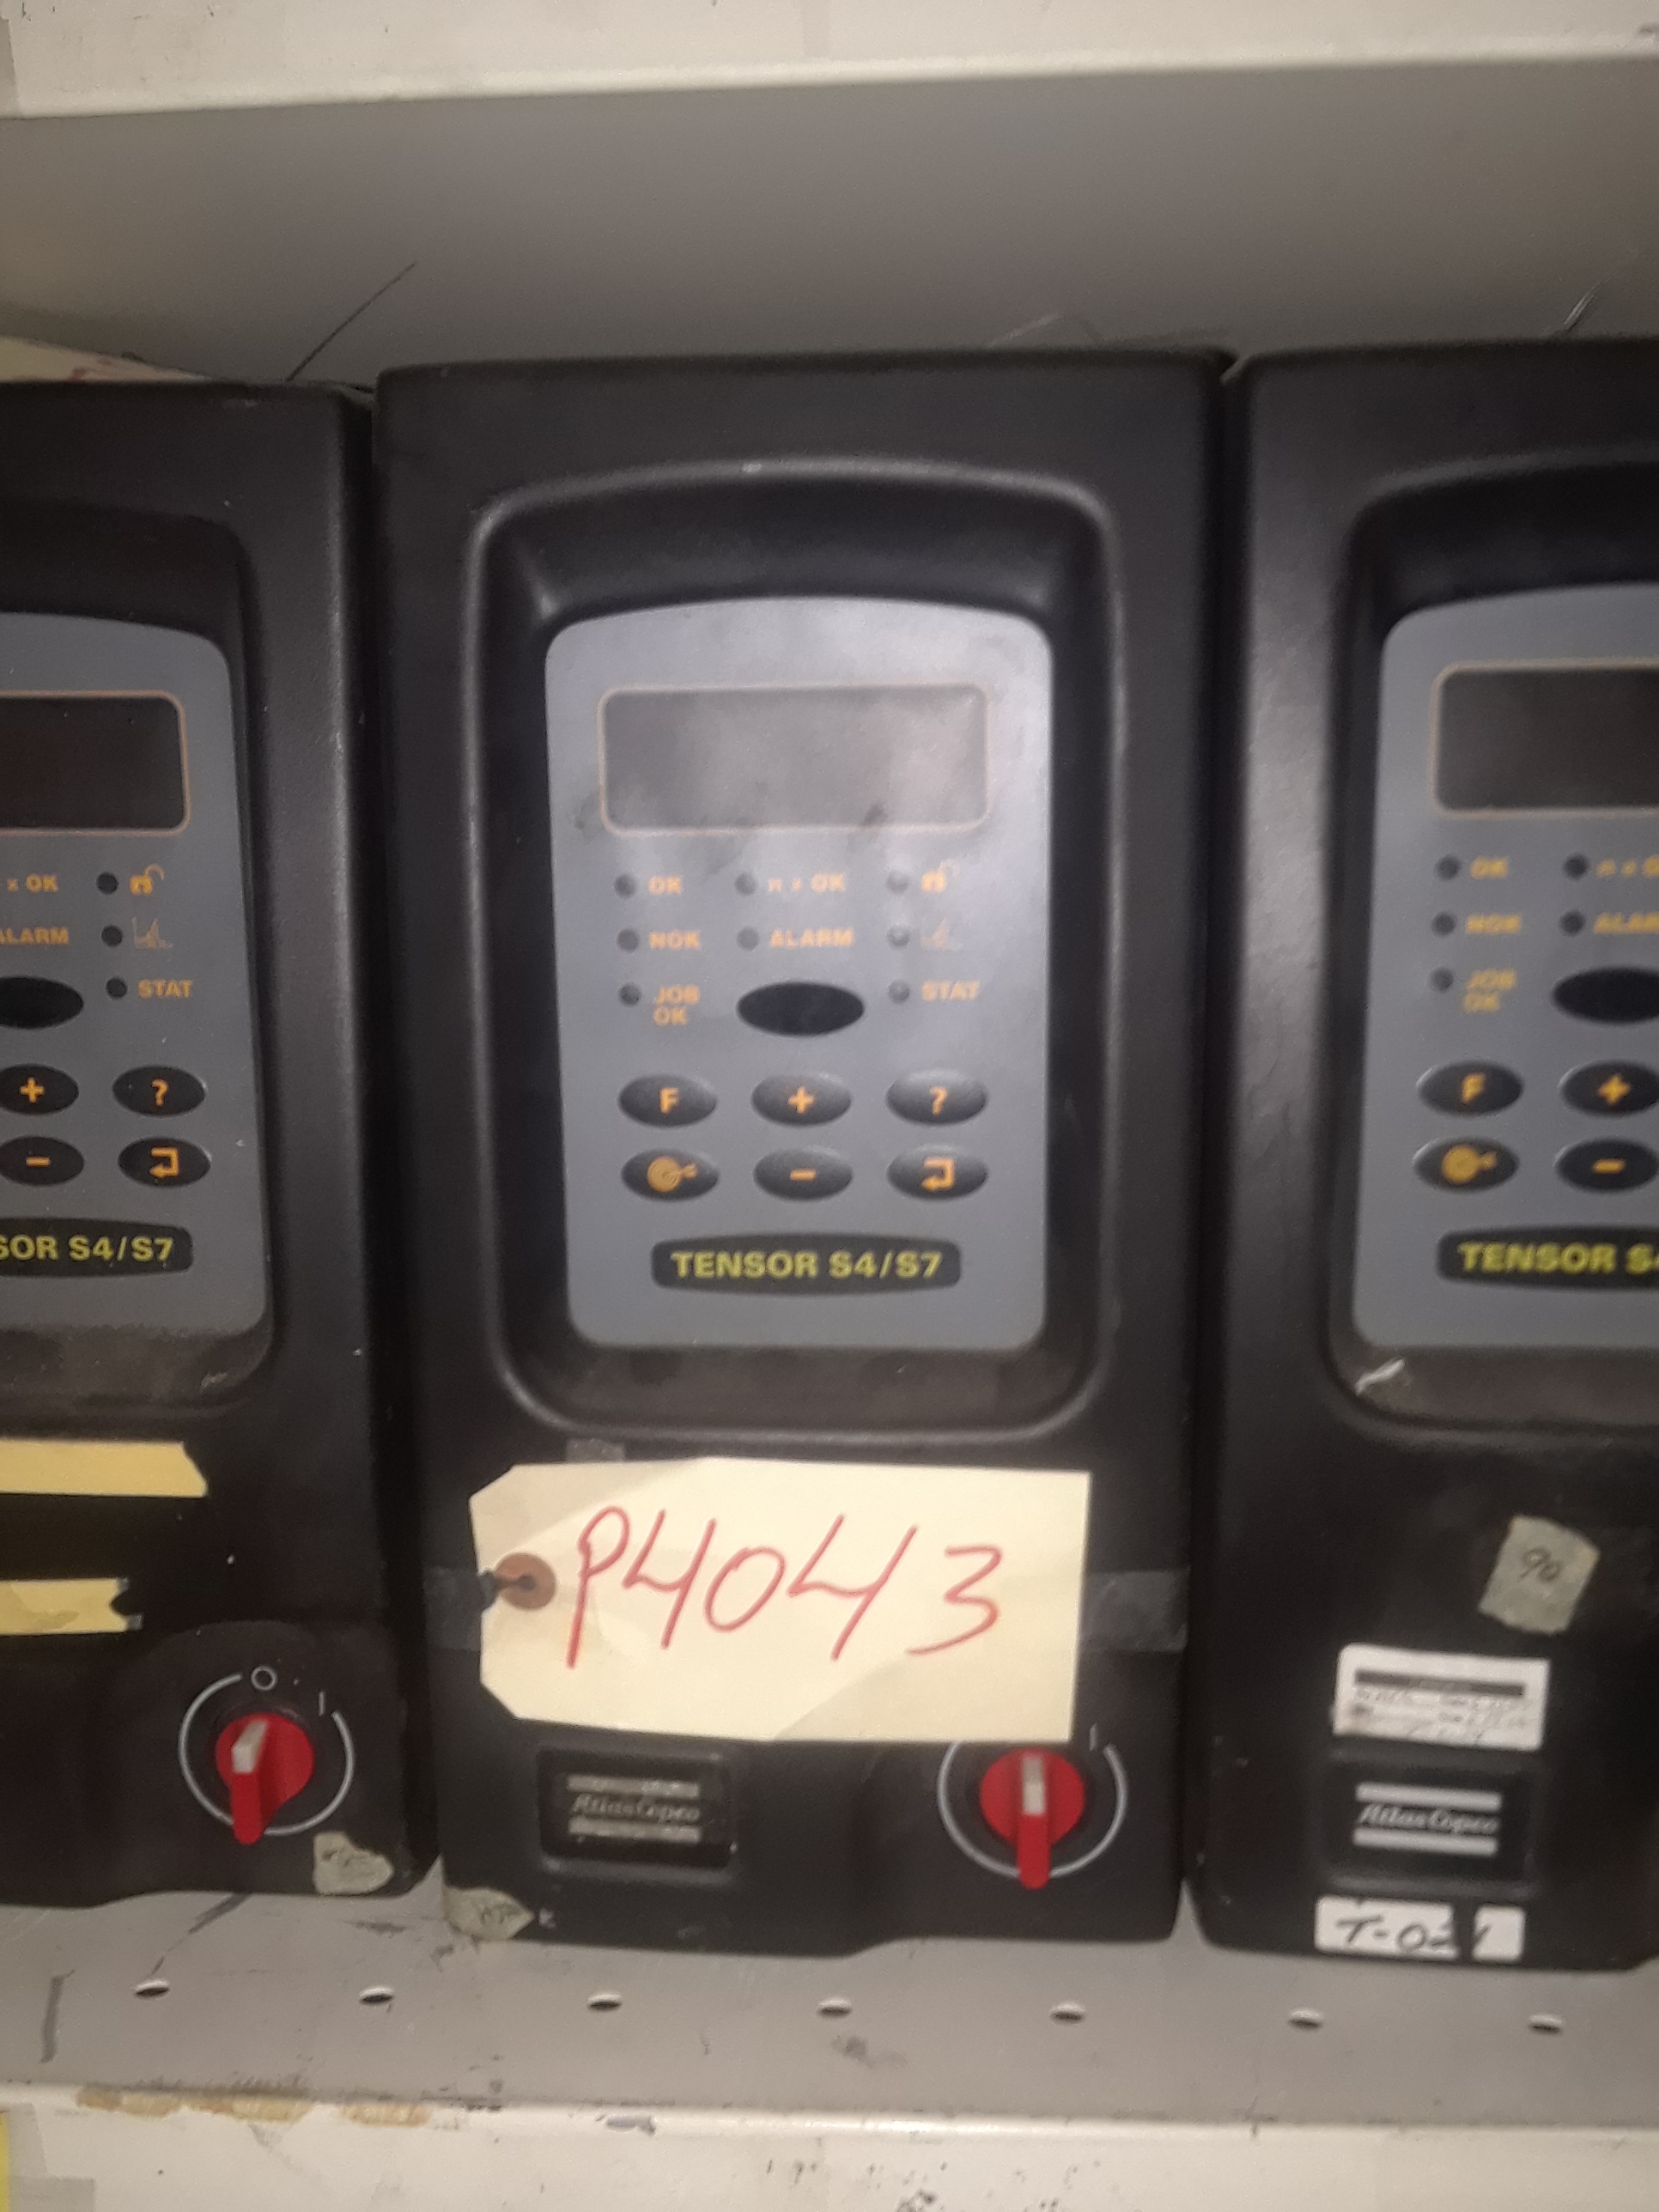 x OK
ALARM
STAT
+
?
-
SOR S4/S7
O
I
OK
n x OK
NOK
ALARM
JOB OK
STAT
F
+
?
-
TENSOR S4/S7
P4043
I
Atlas Copco
OK
NOK
ALAR
JOB OK
F
+
-
TENSOR S4
90
Atlas Copco